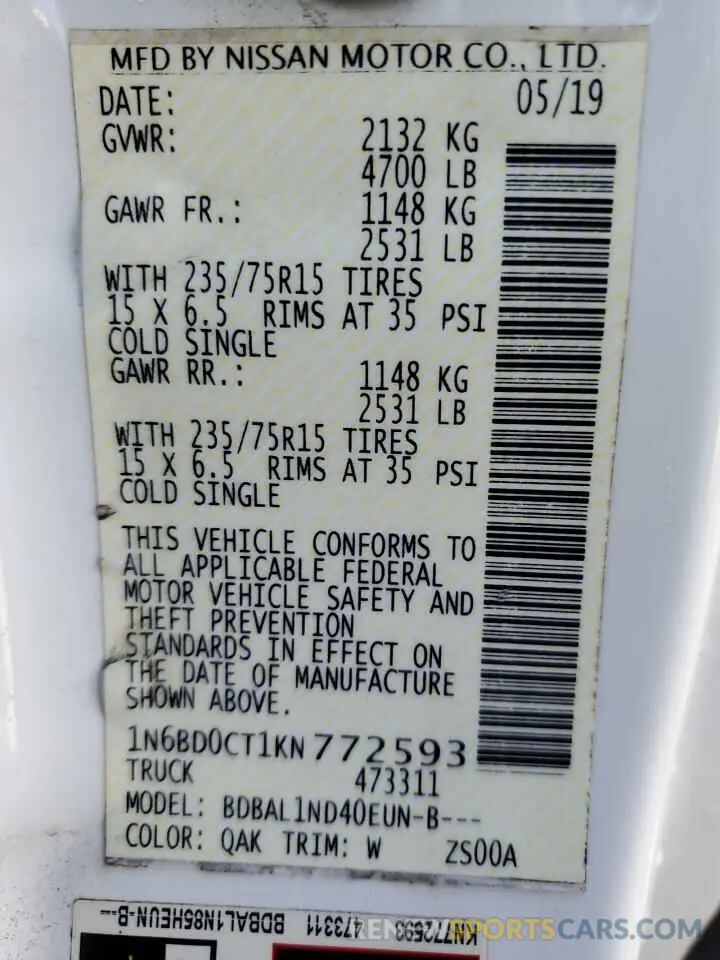 MFD BY NISSAN MOTOR CO., LTD.
DATE: 05/19
GVWR: 2132 KG
4700 LB
GAWR FR.: 1148 KG
2531 LB
WITH 235/75R15 TIRES
15 X 6.5 RIMS AT 35 PSI
COLD SINGLE
GAWR RR.: 1148 KG
2531 LB
WITH 235/75R15 TIRES
15 X 6.5 RIMS AT 35 PSI
COLD SINGLE
THIS VEHICLE CONFORMS TO
ALL APPLICABLE FEDERAL
MOTOR VEHICLE SAFETY AND
THEFT PREVENTION
STANDARDS IN EFFECT ON
THE DATE OF MANUFACTURE
SHOWN ABOVE.
1N6BD0CT1KN772593
TRUCK 473311
MODEL: BDBAL1ND40EUN-B---
COLOR: QAK TRIM: W ZS00A
KN772593 473311 BDBAL1N85HEUN-B--
SOLDCARSPECS.COM